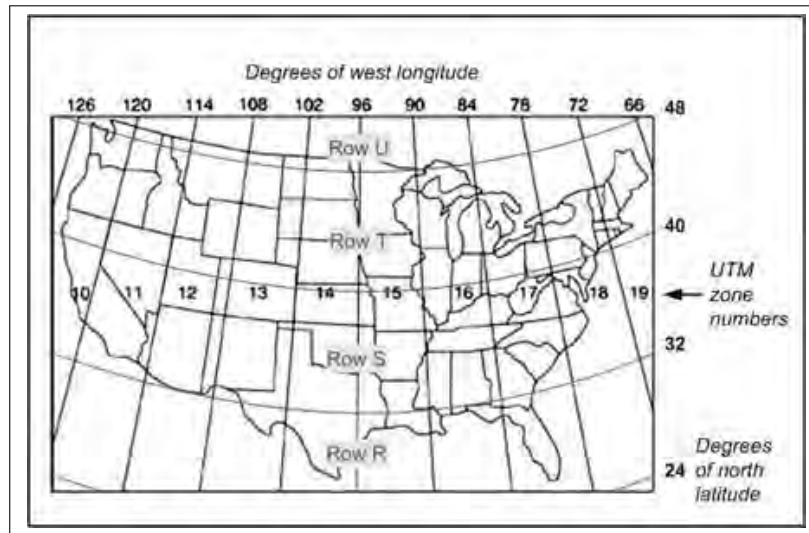 Degrees of west longitude
126 120 114 108 102 96 90 84 78 72 66 48
Row U
40
Row T
10 11 12 13 14 15 16 17 18 19
UTM
zone
numbers
32
Row S
Row R
24
Degrees
of north
latitude